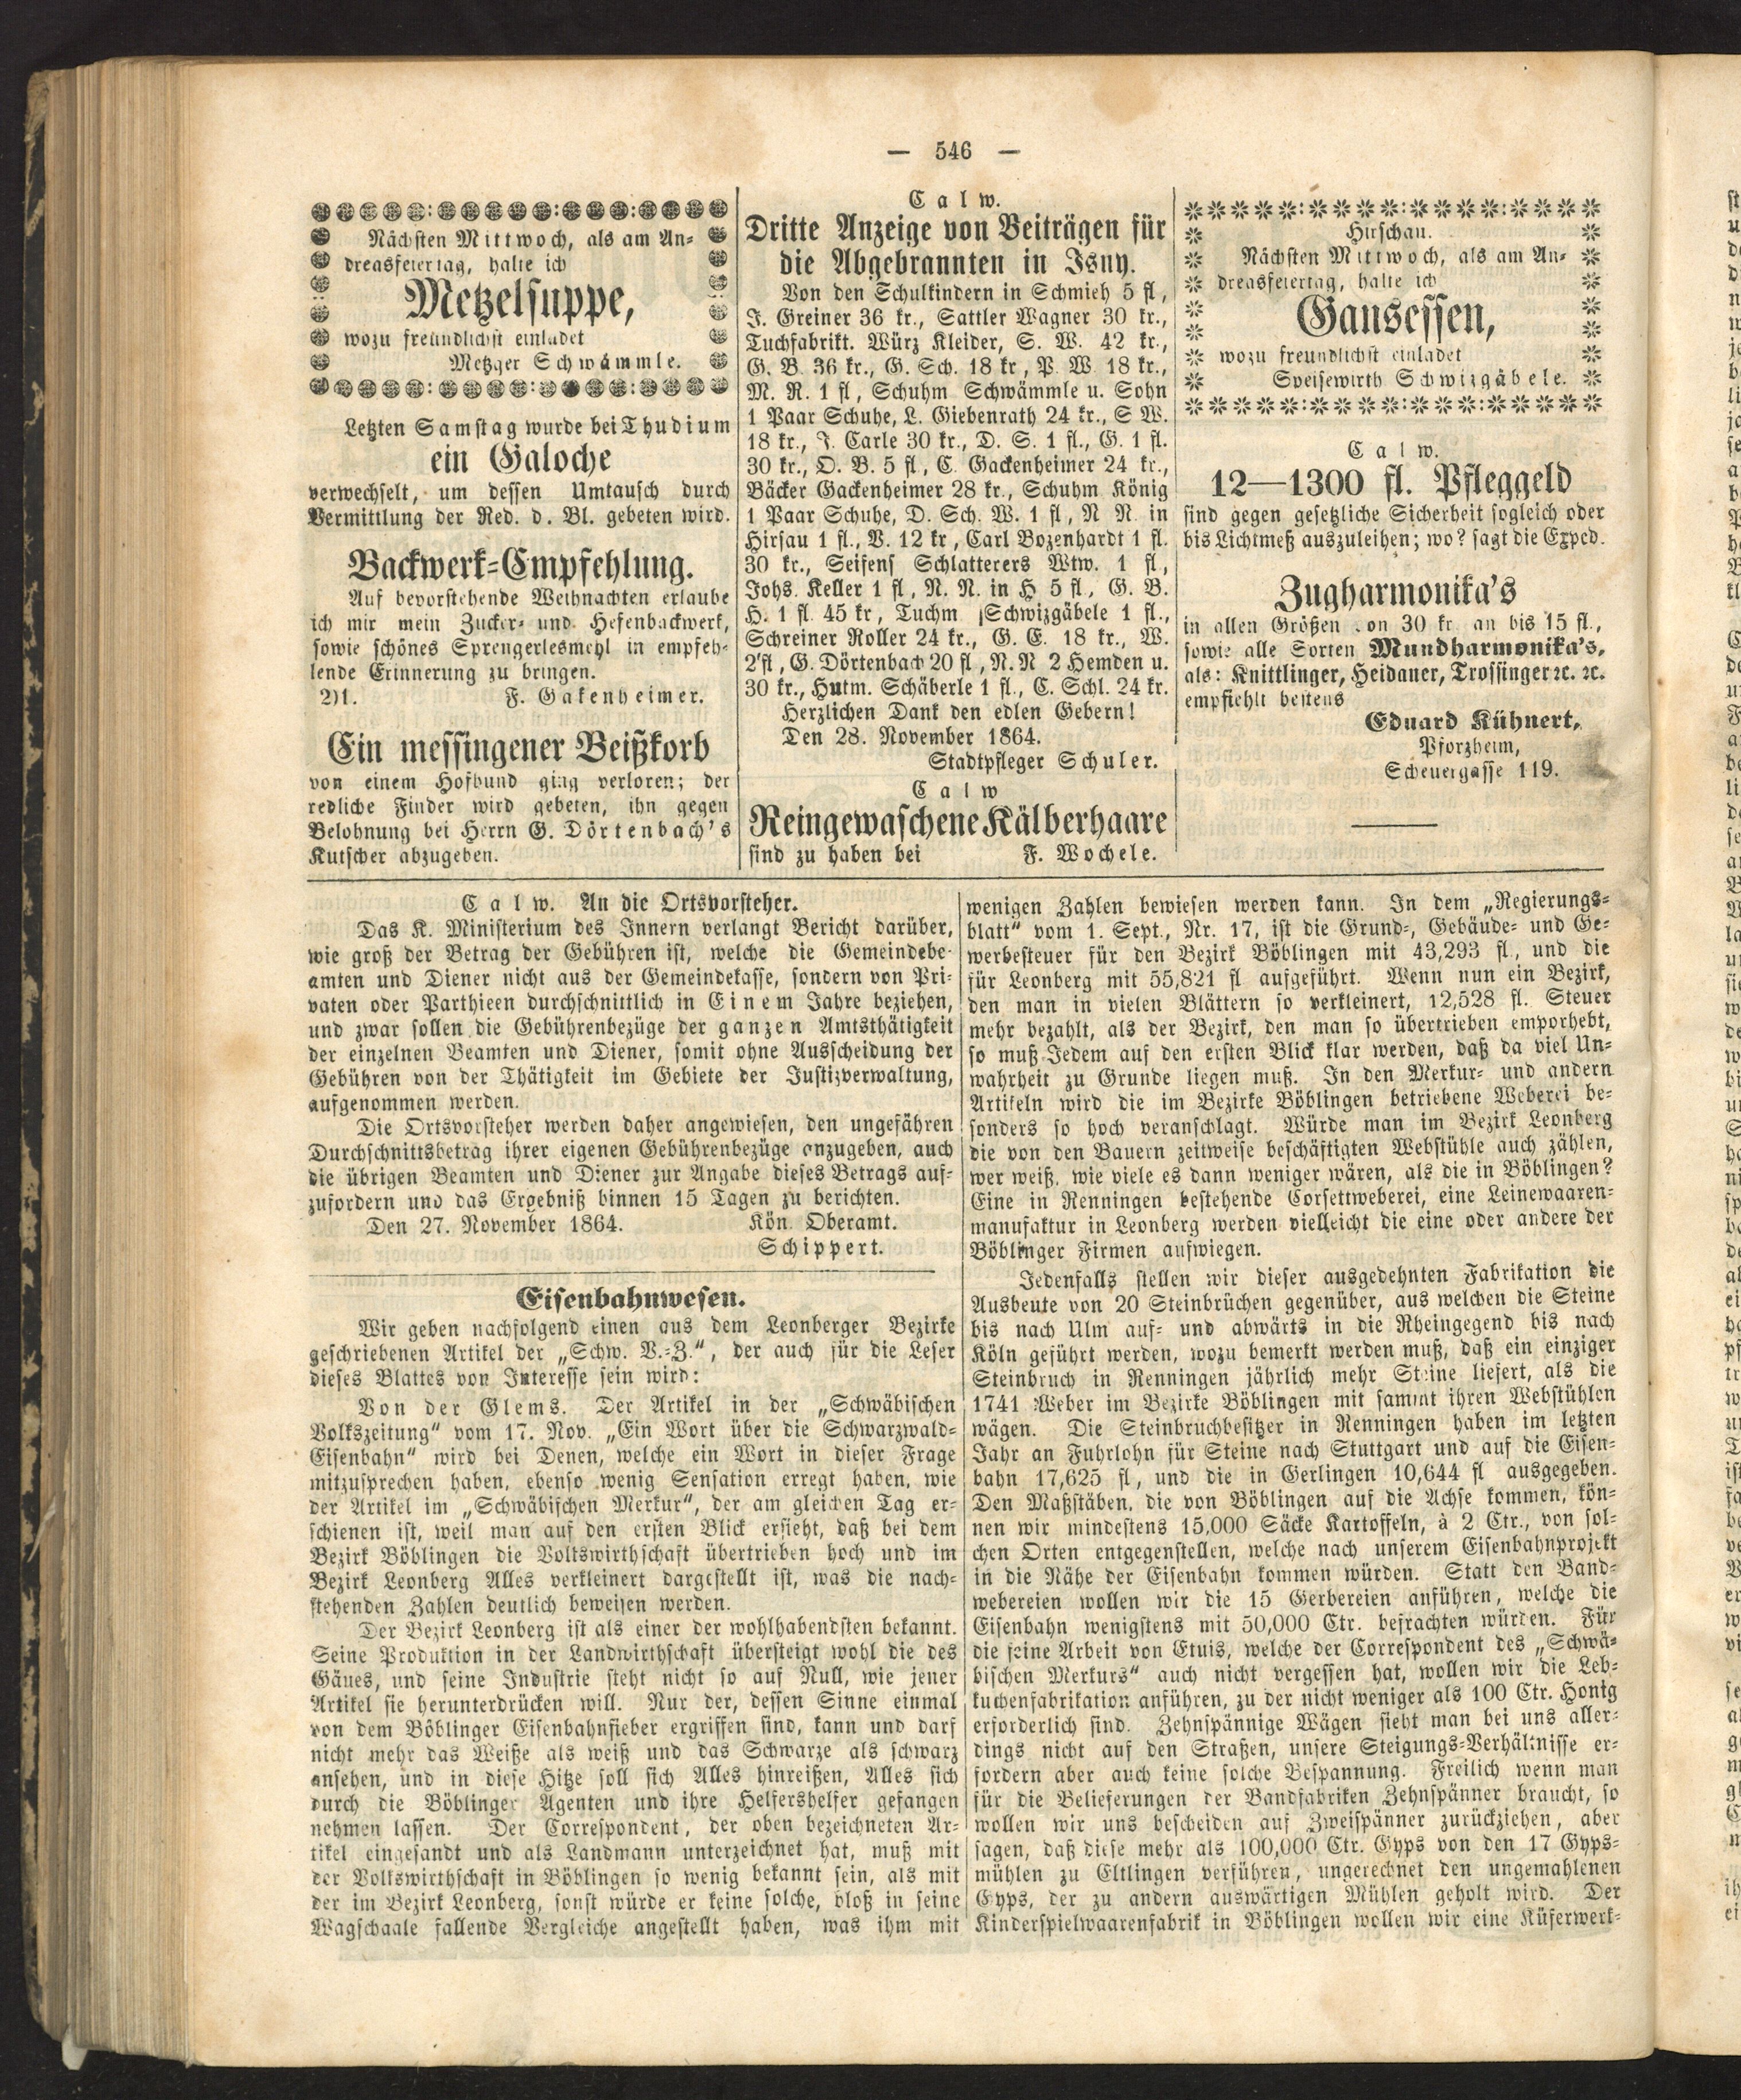 — 546 —
Nächsten Mittwoch, als am An-
dreasfeiertag, halte ich
Metzelsuppe,
wozu freundlichst einladet
Metzger Schwämmle.
Letzten Samstag wurde bei Thudium
ein Galoche
verwechselt, um dessen Umtausch durch
Vermittlung der Red. d. Bl. gebeten wird.
Backwerk-Empfehlung.
Auf bevorstehende Weihnachten erlaube
ich mir mein Zucker- und Hefenbackwerk,
sowie schönes Sprengerlesmehl in empfeh-
lende Erinnerung zu bringen.
2)1. F. Gakenheimer.
Ein messingener Beißkorb
von einem Hofhund ging verloren; der
redliche Finder wird gebeten, ihn gegen
Belohnung bei Herrn G. Dörtenbach's
Kutscher abzugeben.
Calw.
Dritte Anzeige von Beiträgen für
die Abgebrannten in Isny.
Von den Schulkindern in Schmieh 5 fl,
J. Greiner 36 kr., Sattler Wagner 30 kr.,
Tuchfabrikt. Würz Kleider, S. W. 42 kr.,
G. B. 36 kr., G. Sch. 18 kr, P. W. 18 kr.,
M. R. 1 fl, Schuhm Schwämmle u. Sohn
1 Paar Schuhe, L. Giebenrath 24 kr., S W.
18 kr., J. Carle 30 kr., D. S. 1 fl., G. 1 fl.
30 kr., O. B. 5 fl, C. Gackenheimer 24 kr.,
Bäcker Gackenheimer 28 kr., Schuhm König
1 Paar Schuhe, D. Sch. W. 1 fl, N N. in
Hirsau 1 fl., V. 12 kr, Carl Bozenhardt 1 fl.
30 kr., Seifens Schlatterers Wtw. 1 fl,
Johs. Keller 1 fl, N. N. in H 5 fl, G. B.
H. 1 fl. 45 kr, Tuchm Schwizgäbele 1 fl.,
Schreiner Roller 24 kr., G. E. 18 kr., W.
2 fl, G. Dörtenbach 20 fl, N. N 2 Hemden u.
30 kr., Hutm. Schäberle 1 fl., C. Schl. 24 kr.
Herzlichen Dank den edlen Gebern!
Den 28. November 1864.
Stadtpfleger Schuler.
Calw
Reingewaschene Kälberhaare
sind zu haben bei F. Wochele.
Hirschau.
Nächsten Mittwoch, als am An-
dreasfeiertag, halte ich
Gansessen,
wozu freundlichst einladet
Speisewirth Schwizgäbele.
Calw.
12—1300 fl. Pfleggeld
sind gegen gesetzliche Sicherheit sogleich oder
bis Lichtmeß auszuleihen; wo? sagt die Exped.
Zugharmonika's
in allen Größen von 30 kr an bis 15 fl.,
sowie alle Sorten Mundharmonika's,
als: Knittlinger, Heidauer, Trossinger ꝛc. ꝛc.
empfiehlt bestens
Eduard Kühnert,
Pforzheim,
Scheuergasse 119.
Calw. An die Ortsvorsteher.
Das K. Ministerium des Innern verlangt Bericht darüber,
wie groß der Betrag der Gebühren ist, welche die Gemeindebe-
amten und Diener nicht aus der Gemeindekasse, sondern von Pri-
vaten oder Parthieen durchschnittlich in Einem Jahre beziehen,
und zwar sollen die Gebührenbezüge der ganzen Amtsthätigkeit
der einzelnen Beamten und Diener, somit ohne Ausscheidung der
Gebühren von der Thätigkeit im Gebiete der Justizverwaltung,
aufgenommen werden.
Die Ortsvorsteher werden daher angewiesen, den ungefähren
Durchschnittsbetrag ihrer eigenen Gebührenbezüge anzugeben, auch
die übrigen Beamten und Diener zur Angabe dieses Betrags auf-
zufordern und das Ergebniß binnen 15 Tagen zu berichten.
Den 27. November 1864. Kön. Oberamt.
Schippert.
Eisenbahnwesen.
Wir geben nachfolgend einen aus dem Leonberger Bezirke
geschriebenen Artikel der „Schw. V.-Z.“, der auch für die Leser
dieses Blattes von Interesse sein wird:
Von der Glems. Der Artikel in der „Schwäbischen
Volkszeitung“ vom 17. Nov. „Ein Wort über die Schwarzwald-
Eisenbahn“ wird bei Denen, welche ein Wort in dieser Frage
mitzusprechen haben, ebenso wenig Sensation erregt haben, wie
der Artikel im „Schwäbischen Merkur“, der am gleichen Tag er-
schienen ist, weil man auf den ersten Blick ersieht, daß bei dem
Bezirk Böblingen die Volkswirthschaft übertrieben hoch und im
Bezirk Leonberg Alles verkleinert dargestellt ist, was die nach-
stehenden Zahlen deutlich beweisen werden.
Der Bezirk Leonberg ist als einer der wohlhabendsten bekannt.
Seine Produktion in der Landwirthschaft übersteigt wohl die des
Gäues, und seine Industrie steht nicht so auf Null, wie jener
Artikel sie herunterdrücken will. Nur der, dessen Sinne einmal
von dem Böblinger Eisenbahnfieber ergriffen sind, kann und darf
nicht mehr das Weiße als weiß und das Schwarze als schwarz
ansehen, und in diese Hitze soll sich Alles hinreißen, Alles sich
durch die Böblinger Agenten und ihre Helfershelfer gefangen
nehmen lassen. Der Correspondent, der oben bezeichneten Ar-
tikel eingesandt und als Landmann unterzeichnet hat, muß mit
der Volkswirthschaft in Böblingen so wenig bekannt sein, als mit
der im Bezirk Leonberg, sonst würde er keine solche, bloß in seine
Wagschaale fallende Vergleiche angestellt haben, was ihm mit
wenigen Zahlen bewiesen werden kann. In dem „Regierungs-
blatt“ vom 1. Sept., Nr. 17, ist die Grund-, Gebäude- und Ge-
werbesteuer für den Bezirk Böblingen mit 43,293 fl., und die
für Leonberg mit 55,821 fl aufgeführt. Wenn nun ein Bezirk,
den man in vielen Blättern so verkleinert, 12,528 fl. Steuer
mehr bezahlt, als der Bezirk, den man so übertrieben emporhebt,
so muß Jedem auf den ersten Blick klar werden, daß da viel Un-
wahrheit zu Grunde liegen muß. In den Merkur- und andern
Artikeln wird die im Bezirke Böblingen betriebene Weberei be-
sonders so hoch veranschlagt. Würde man im Bezirk Leonberg
die von den Bauern zeitweise beschäftigten Webstühle auch zählen,
wer weiß, wie viele es dann weniger wären, als die in Böblingen?
Eine in Renningen bestehende Corsettweberei, eine Leinewaaren-
manufaktur in Leonberg werden vielleicht die eine oder andere der
Böblinger Firmen aufwiegen.
Jedenfalls stellen wir dieser ausgedehnten Fabrikation die
Ausbeute von 20 Steinbrüchen gegenüber, aus welchen die Steine
bis nach Ulm auf- und abwärts in die Rheingegend bis nach
Köln geführt werden, wozu bemerkt werden muß, daß ein einziger
Steinbruch in Renningen jährlich mehr Steine liefert, als die
1741 Weber im Bezirke Böblingen mit sammt ihren Webstühlen
wägen. Die Steinbruchbesitzer in Renningen haben im letzten
Jahr an Fuhrlohn für Steine nach Stuttgart und auf die Eisen-
bahn 17,625 fl, und die in Gerlingen 10,644 fl ausgegeben.
Den Maßstäben, die von Böblingen auf die Achse kommen, kön-
nen wir mindestens 15,000 Säcke Kartoffeln, à 2 Ctr., von sol-
chen Orten entgegenstellen, welche nach unserem Eisenbahnprojekt
in die Nähe der Eisenbahn kommen würden. Statt den Band-
webereien wollen wir die 15 Gerbereien anführen, welche die
Eisenbahn wenigstens mit 50,000 Ctr. befrachten würden. Für
die feine Arbeit von Etuis, welche der Correspondent des „Schwä-
bischen Merkurs“ auch nicht vergessen hat, wollen wir die Leb-
kuchenfabrikation anführen, zu der nicht weniger als 100 Ctr. Honig
erforderlich sind. Zehnspännige Wägen sieht man bei uns aller-
dings nicht auf den Straßen, unsere Steigungs-Verhältnisse er-
fordern aber auch keine solche Bespannung. Freilich wenn man
für die Belieferungen der Bandfabriken Zehnspänner braucht, so
wollen wir uns bescheiden auf Zweispänner zurückziehen, aber
sagen, daß diese mehr als 100,000 Ctr. Gyps von den 17 Gyps-
mühlen zu Eltlingen verführen, ungerechnet den ungemahlenen
Gyps, der zu andern auswärtigen Mühlen geholt wird. Der
Kinderspielwaarenfabrik in Böblingen wollen wir eine Küferwerk-